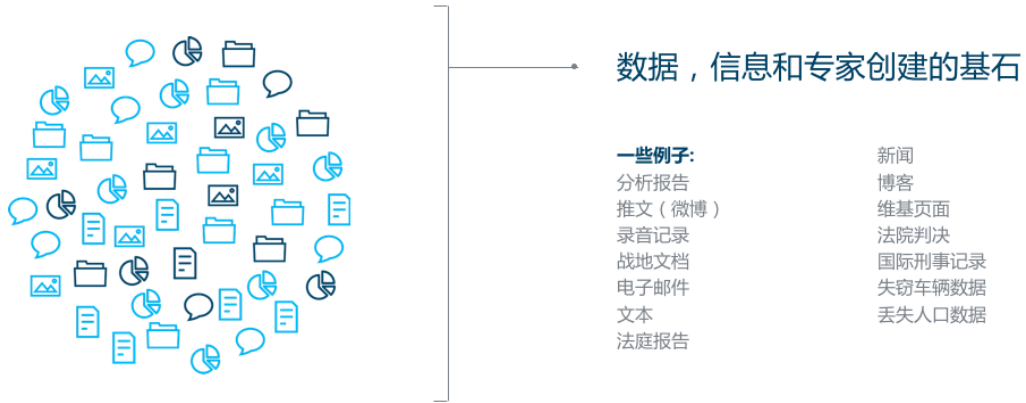 数据，信息和专家创建的基石
一些例子:
分析报告
推文（微博）
录音记录
战地文档
电子邮件
文本
法庭报告
新闻
博客
维基页面
法院判决
国际刑事记录
失窃车辆数据
丢失人口数据